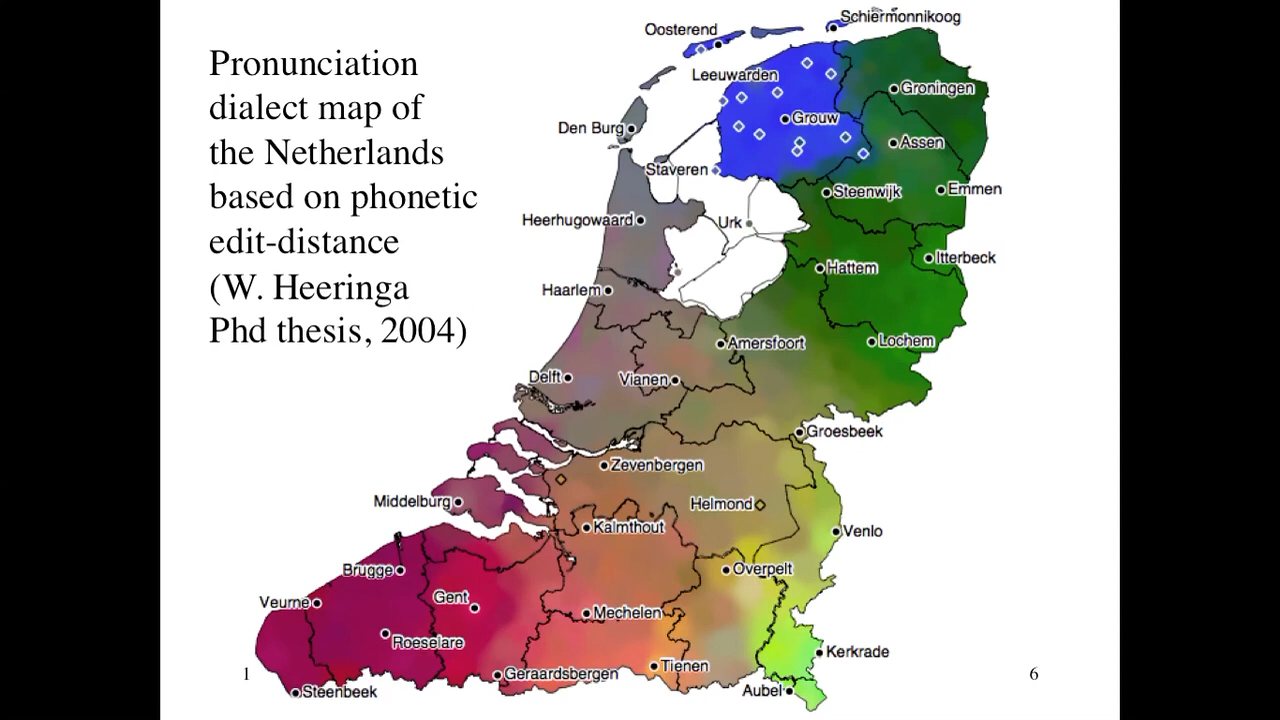 Pronunciation
dialect map of
the Netherlands
based on phonetic
edit-distance
(W. Heeringa
Phd thesis, 2004)
Schiermonnikoog
Oosterend
Leeuwarden
Groningen
Grouw
Den Burg
Assen
Staveren
Steenwijk
Emmen
Heerhugowaard
Urk
Itterbeck
Hattem
Haarlem
Amersfoort
Lochem
Delft
Vianen
Groesbeek
Zevenbergen
Middelburg
Helmond
Kalmthout
Venlo
Brugge
Overpelt
Veurne
Gent
Mechelen
Roeselare
Kerkrade
Geraardsbergen
Tienen
Steenbeek
Aubel
1
6